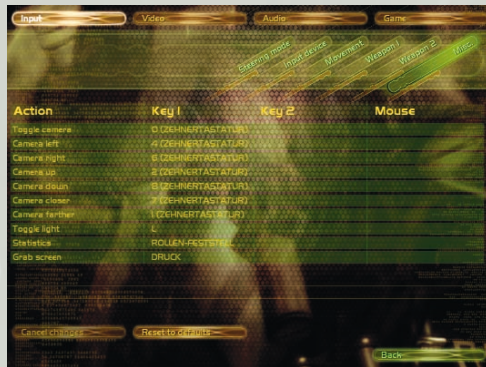 Input Video Audio Game
Steering mode Input device Movement Weapon 1 Weapon 2 Misc.
Action Key 1 Key 2 Mouse
Toggle camera 0 (ZEHNERTASTATUR)
Camera left 4 (ZEHNERTASTATUR)
Camera right 6 (ZEHNERTASTATUR)
Camera up 2 (ZEHNERTASTATUR)
Camera down 8 (ZEHNERTASTATUR)
Camera closer 7 (ZEHNERTASTATUR)
Camera farther 1 (ZEHNERTASTATUR)
Toggle light L
Statistics ROLLEN-FESTSTELL
Grab screen DRUCK
Cancel changes Reset to defaults
Back